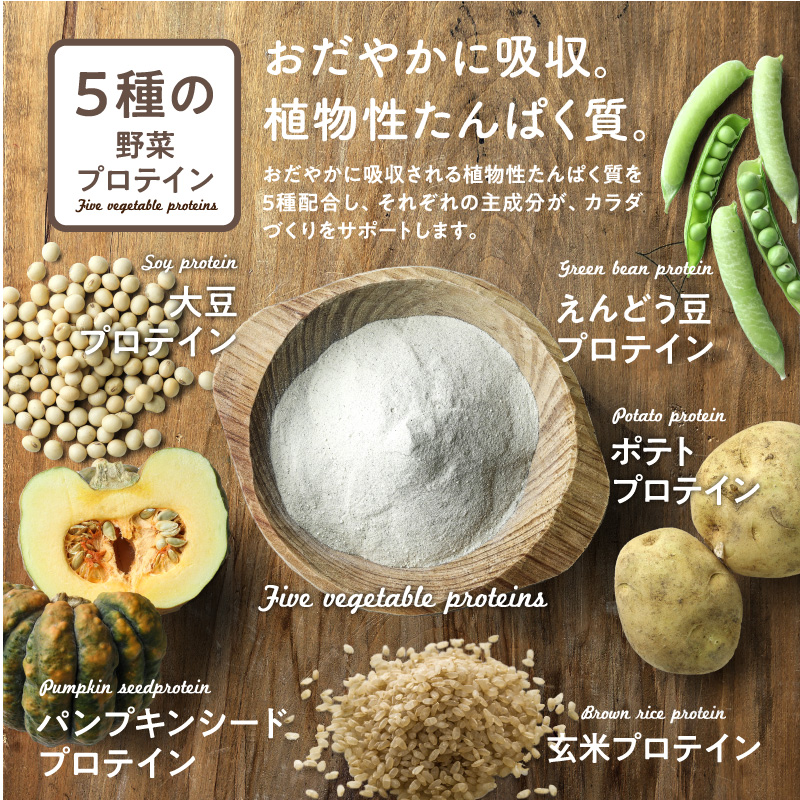 5種の
野菜
プロテイン
Five vegetable proteins
おだやかに吸収。
植物性たんぱく質。
おだやかに吸収される植物性たんぱく質を
5種配合し、それぞれの主成分が、カラダ
づくりをサポートします。
Soy protein
大豆
プロテイン
Green bean protein
えんどう豆
プロテイン
Potato protein
ポテト
プロテイン
Five vegetable proteins
Pumpkin seedprotein
パンプキンシード
プロテイン
Brown rice protein
玄米プロテイン